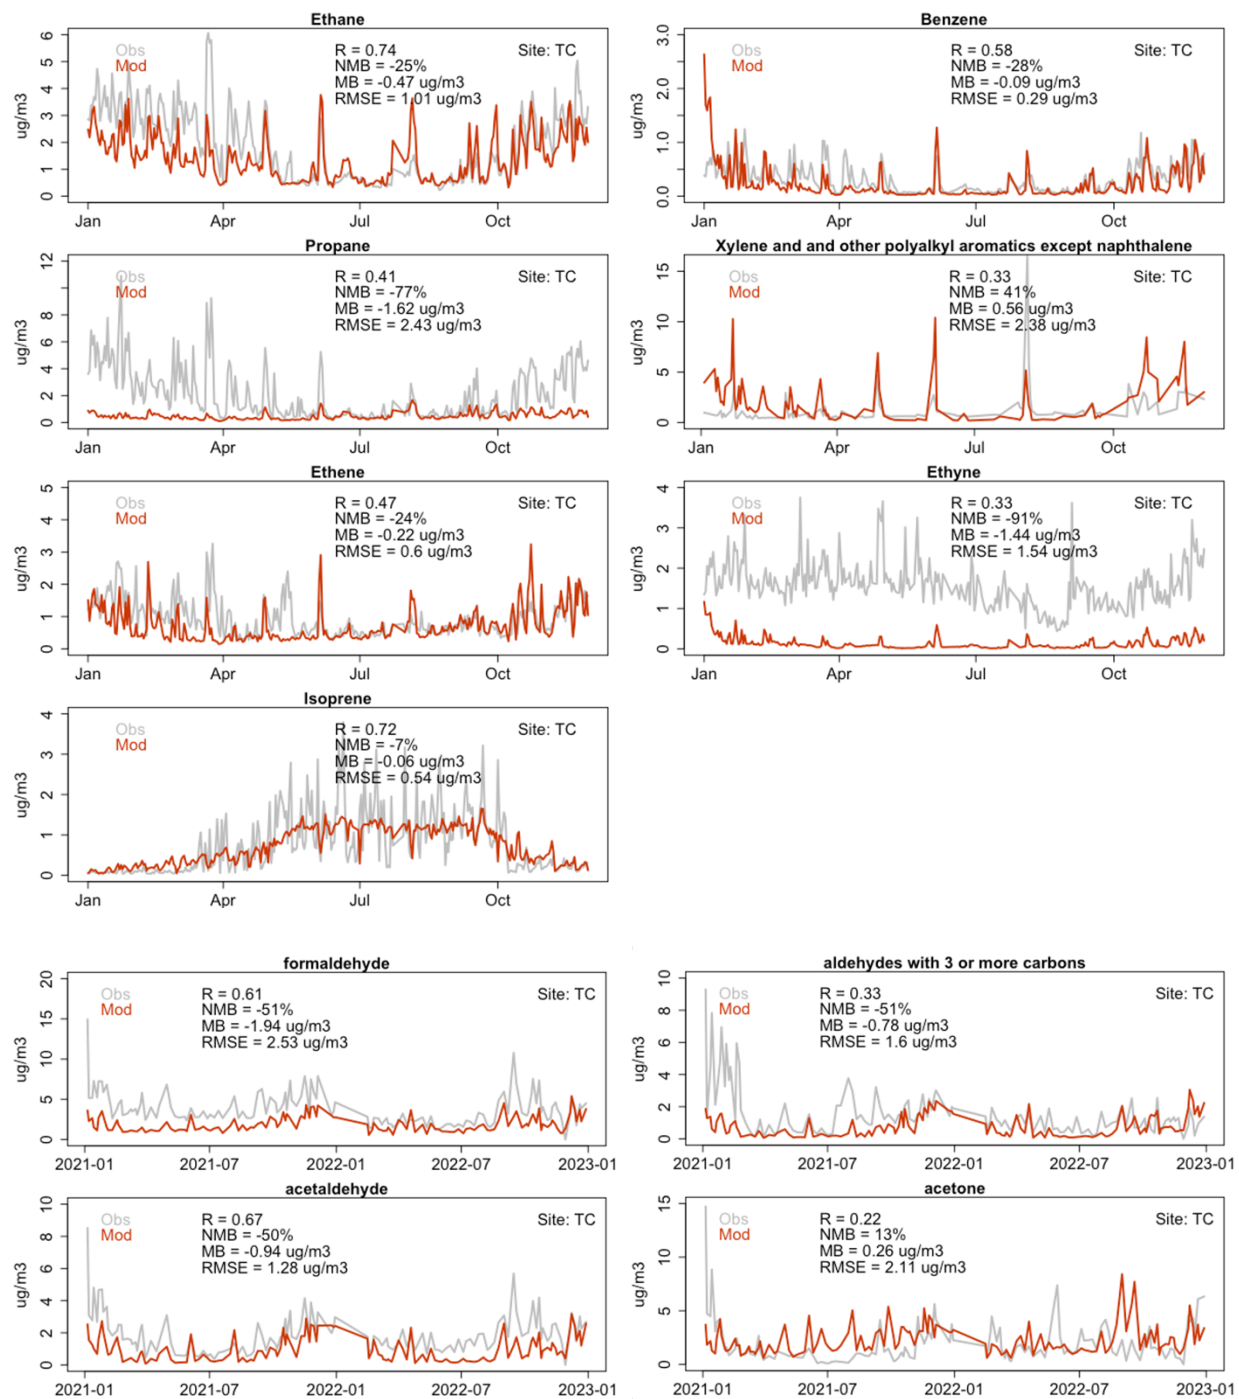 Ethane
Obs
Mod
R = 0.74
NMB = -25%
MB = -0.47 ug/m3
RMSE = 1.01 ug/m3
Site: TC
ug/m3
0 1 2 3 4 5 6
Jan Apr Jul Oct
Benzene
Obs
Mod
R = 0.58
NMB = -28%
MB = -0.09 ug/m3
RMSE = 0.29 ug/m3
Site: TC
ug/m3
0.0 1.0 2.0 3.0
Jan Apr Jul Oct
Propane
Obs
Mod
R = 0.41
NMB = -77%
MB = -1.62 ug/m3
RMSE = 2.43 ug/m3
Site: TC
ug/m3
0 2 4 6 8 12
Jan Apr Jul Oct
Xylene and and other polyalkyl aromatics except naphthalene
Obs
Mod
R = 0.33
NMB = 41%
MB = 0.56 ug/m3
RMSE = 2.38 ug/m3
Site: TC
ug/m3
0 5 10 15
Jan Apr Jul Oct
Ethene
Obs
Mod
R = 0.47
NMB = -24%
MB = -0.22 ug/m3
RMSE = 0.6 ug/m3
Site: TC
ug/m3
0 1 2 3 4 5
Jan Apr Jul Oct
Ethyne
Obs
Mod
R = 0.33
NMB = -91%
MB = -1.44 ug/m3
RMSE = 1.54 ug/m3
Site: TC
ug/m3
0 1 2 3 4
Jan Apr Jul Oct
Isoprene
Obs
Mod
R = 0.72
NMB = -7%
MB = -0.06 ug/m3
RMSE = 0.54 ug/m3
Site: TC
ug/m3
0 1 2 3 4
Jan Apr Jul Oct
formaldehyde
Obs
Mod
R = 0.61
NMB = -51%
MB = -1.94 ug/m3
RMSE = 2.53 ug/m3
Site: TC
ug/m3
0 5 10 15 20
2021-01 2021-07 2022-01 2022-07 2023-01
aldehydes with 3 or more carbons
Obs
Mod
R = 0.33
NMB = -51%
MB = -0.78 ug/m3
RMSE = 1.6 ug/m3
Site: TC
ug/m3
0 2 4 6 8 10
2021-01 2021-07 2022-01 2022-07 2023-01
acetaldehyde
Obs
Mod
R = 0.67
NMB = -50%
MB = -0.94 ug/m3
RMSE = 1.28 ug/m3
Site: TC
ug/m3
0 2 4 6 8 10
2021-01 2021-07 2022-01 2022-07 2023-01
acetone
Obs
Mod
R = 0.22
NMB = 13%
MB = 0.26 ug/m3
RMSE = 2.11 ug/m3
Site: TC
ug/m3
0 5 10 15
2021-01 2021-07 2022-01 2022-07 2023-01